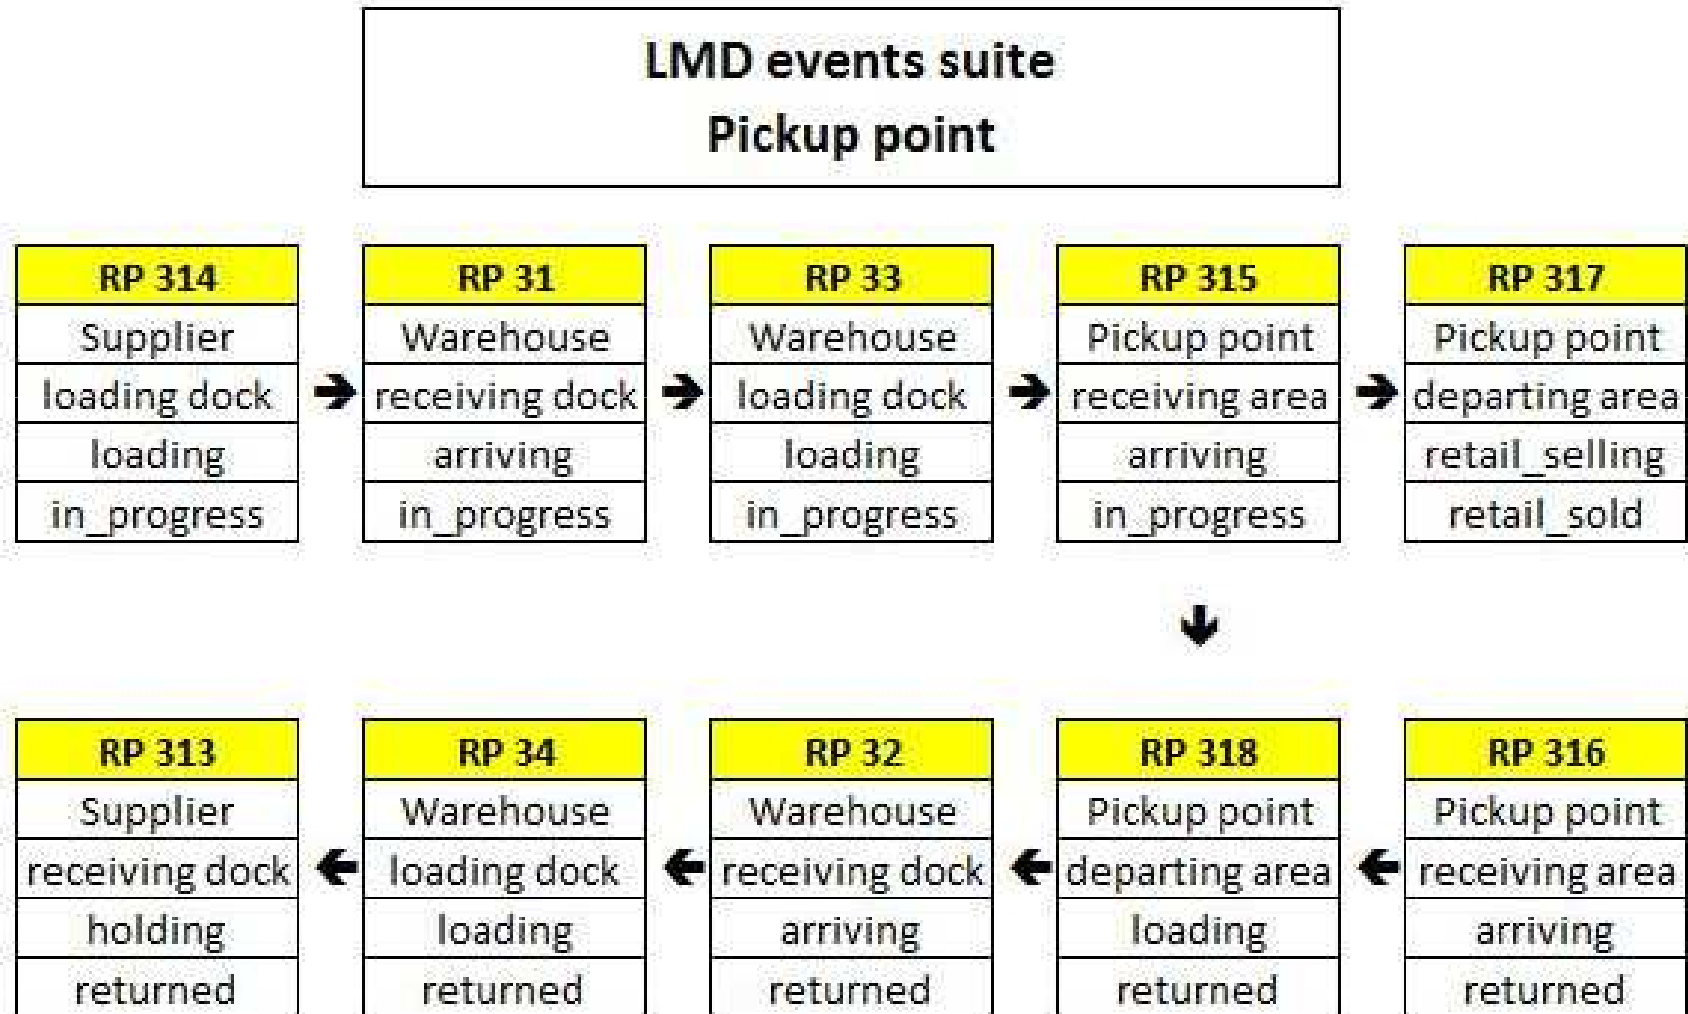 LMD events suite
Pickup point
RP 314
Supplier
loading dock
loading
in_progress
RP 31
Warehouse
receiving dock
arriving
in_progress
RP 33
Warehouse
loading dock
loading
in_progress
RP 315
Pickup point
receiving area
arriving
in_progress
RP 317
Pickup point
departing area
retail_selling
retail_sold
RP 313
Supplier
receiving dock
holding
returned
RP 34
Warehouse
loading dock
loading
returned
RP 32
Warehouse
receiving dock
arriving
returned
RP 318
Pickup point
departing area
loading
returned
RP 316
Pickup point
receiving area
arriving
returned